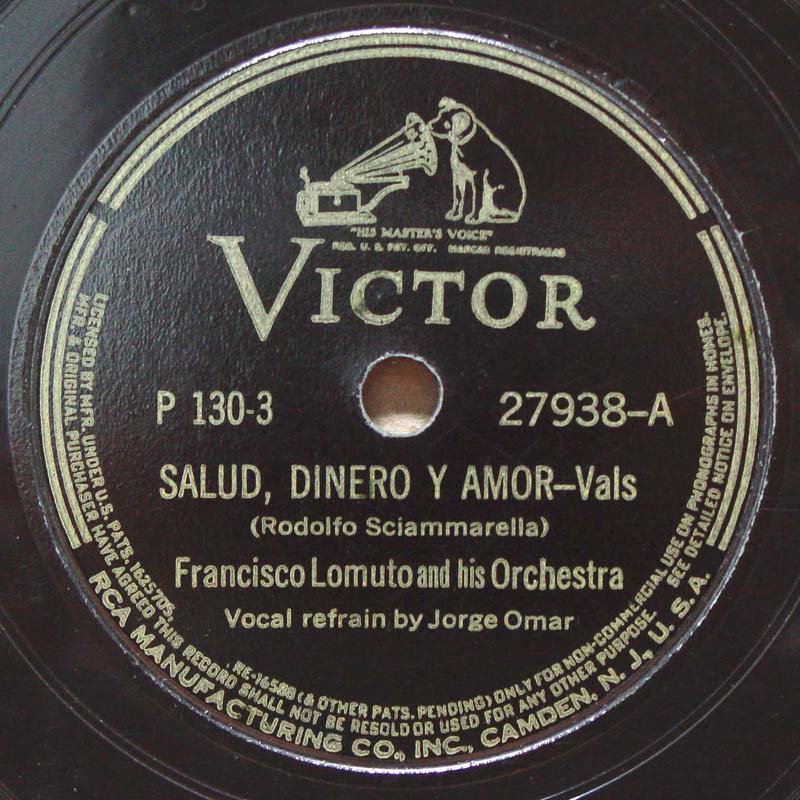 "HIS MASTER'S VOICE"
REG. U. S. PAT. OFF. MARCAS REGISTRADAS
VICTOR
P 130-3
27938-A
SALUD, DINERO Y AMOR-Vals
(Rodolfo Sciammarella)
Francisco Lomuto and his Orchestra
Vocal refrain by Jorge Omar
LICENSED BY MFR. UNDER U.S. PATS. 1625705, RE-16588 (& OTHER PATS. PENDING) ONLY FOR NON-COMMERCIAL USE ON PHONOGRAPHS IN HOMES.
MFR. & ORIGINAL PURCHASER HAVE AGREED THIS RECORD SHALL NOT BE RESOLD OR USED FOR ANY OTHER PURPOSE. SEE DETAILED NOTICE ON ENVELOPE.
RCA MANUFACTURING CO., INC., CAMDEN, N. J., U. S. A.